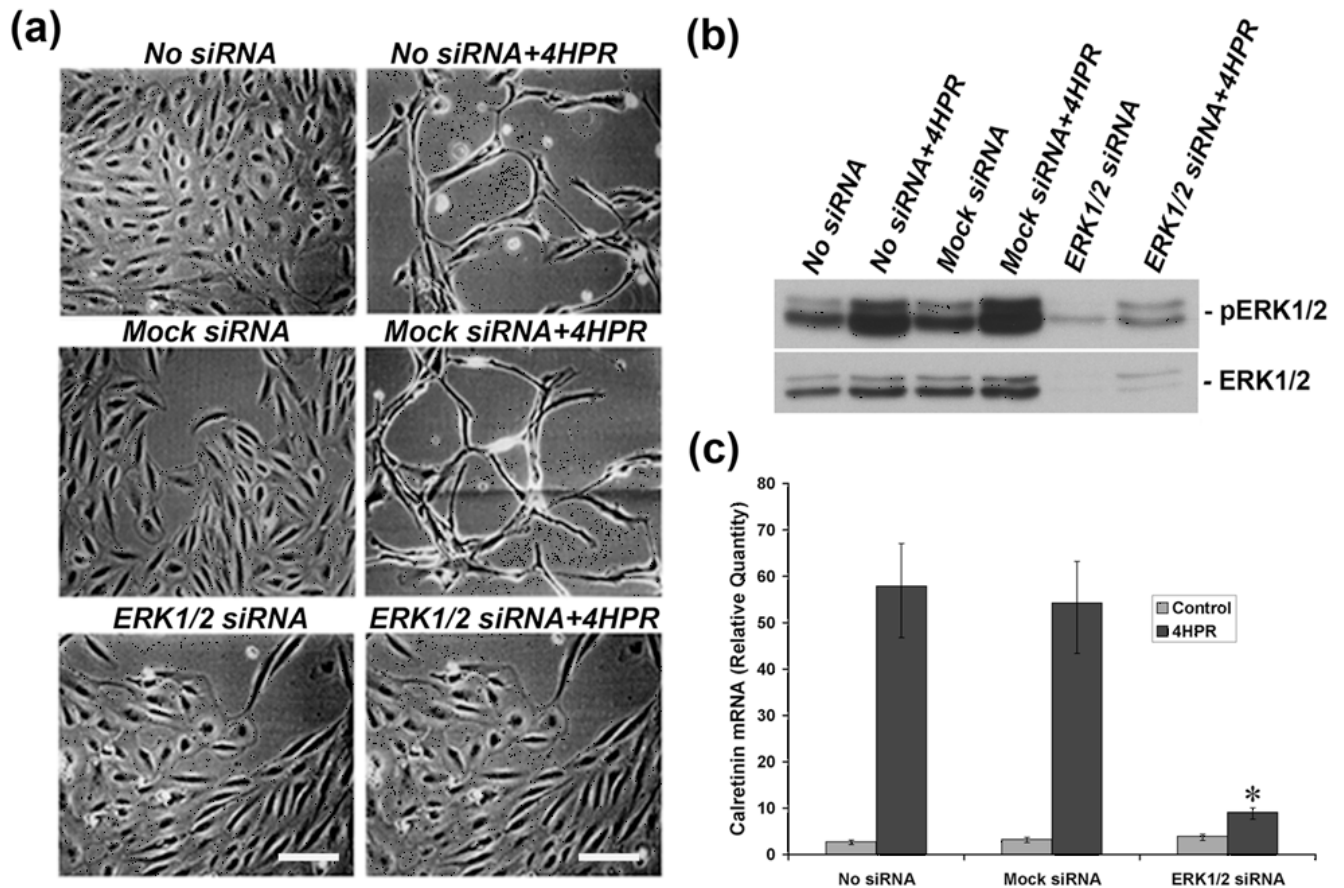 (a)
No siRNA
No siRNA+4HPR
Mock siRNA
Mock siRNA+4HPR
ERK1/2 siRNA
ERK1/2 siRNA+4HPR
(b)
No siRNA
No siRNA+4HPR
Mock siRNA
Mock siRNA+4HPR
ERK1/2 siRNA
ERK1/2 siRNA+4HPR
- pERK1/2
- ERK1/2
(c)
Calretinin mRNA (Relative Quantity)
80
70
60
50
40
30
20
10
0
*
Control
4HPR
No siRNA
Mock siRNA
ERK1/2 siRNA